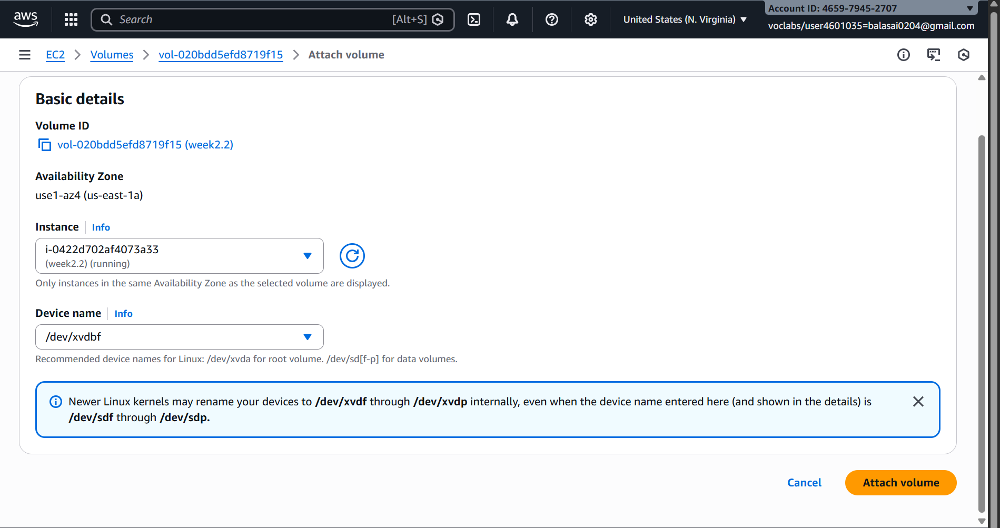 aws
Search [Alt+S]
United States (N. Virginia)
Account ID: 4659-7945-2707
voclabs/user4601035=balasai0204@gmail.com
EC2 Volumes vol-020bdd5efd8719f15 Attach volume
Basic details
Volume ID
vol-020bdd5efd8719f15 (week2.2)
Availability Zone
use1-az4 (us-east-1a)
Instance Info
i-0422d702af4073a33
(week2.2) (running)
Only instances in the same Availability Zone as the selected volume are displayed.
Device name Info
/dev/xvdbf
Recommended device names for Linux: /dev/xvda for root volume. /dev/sd[f-p] for data volumes.
Newer Linux kernels may rename your devices to /dev/xvdf through /dev/xvdp internally, even when the device name entered here (and shown in the details) is
/dev/sdf through /dev/sdp.
Cancel Attach volume